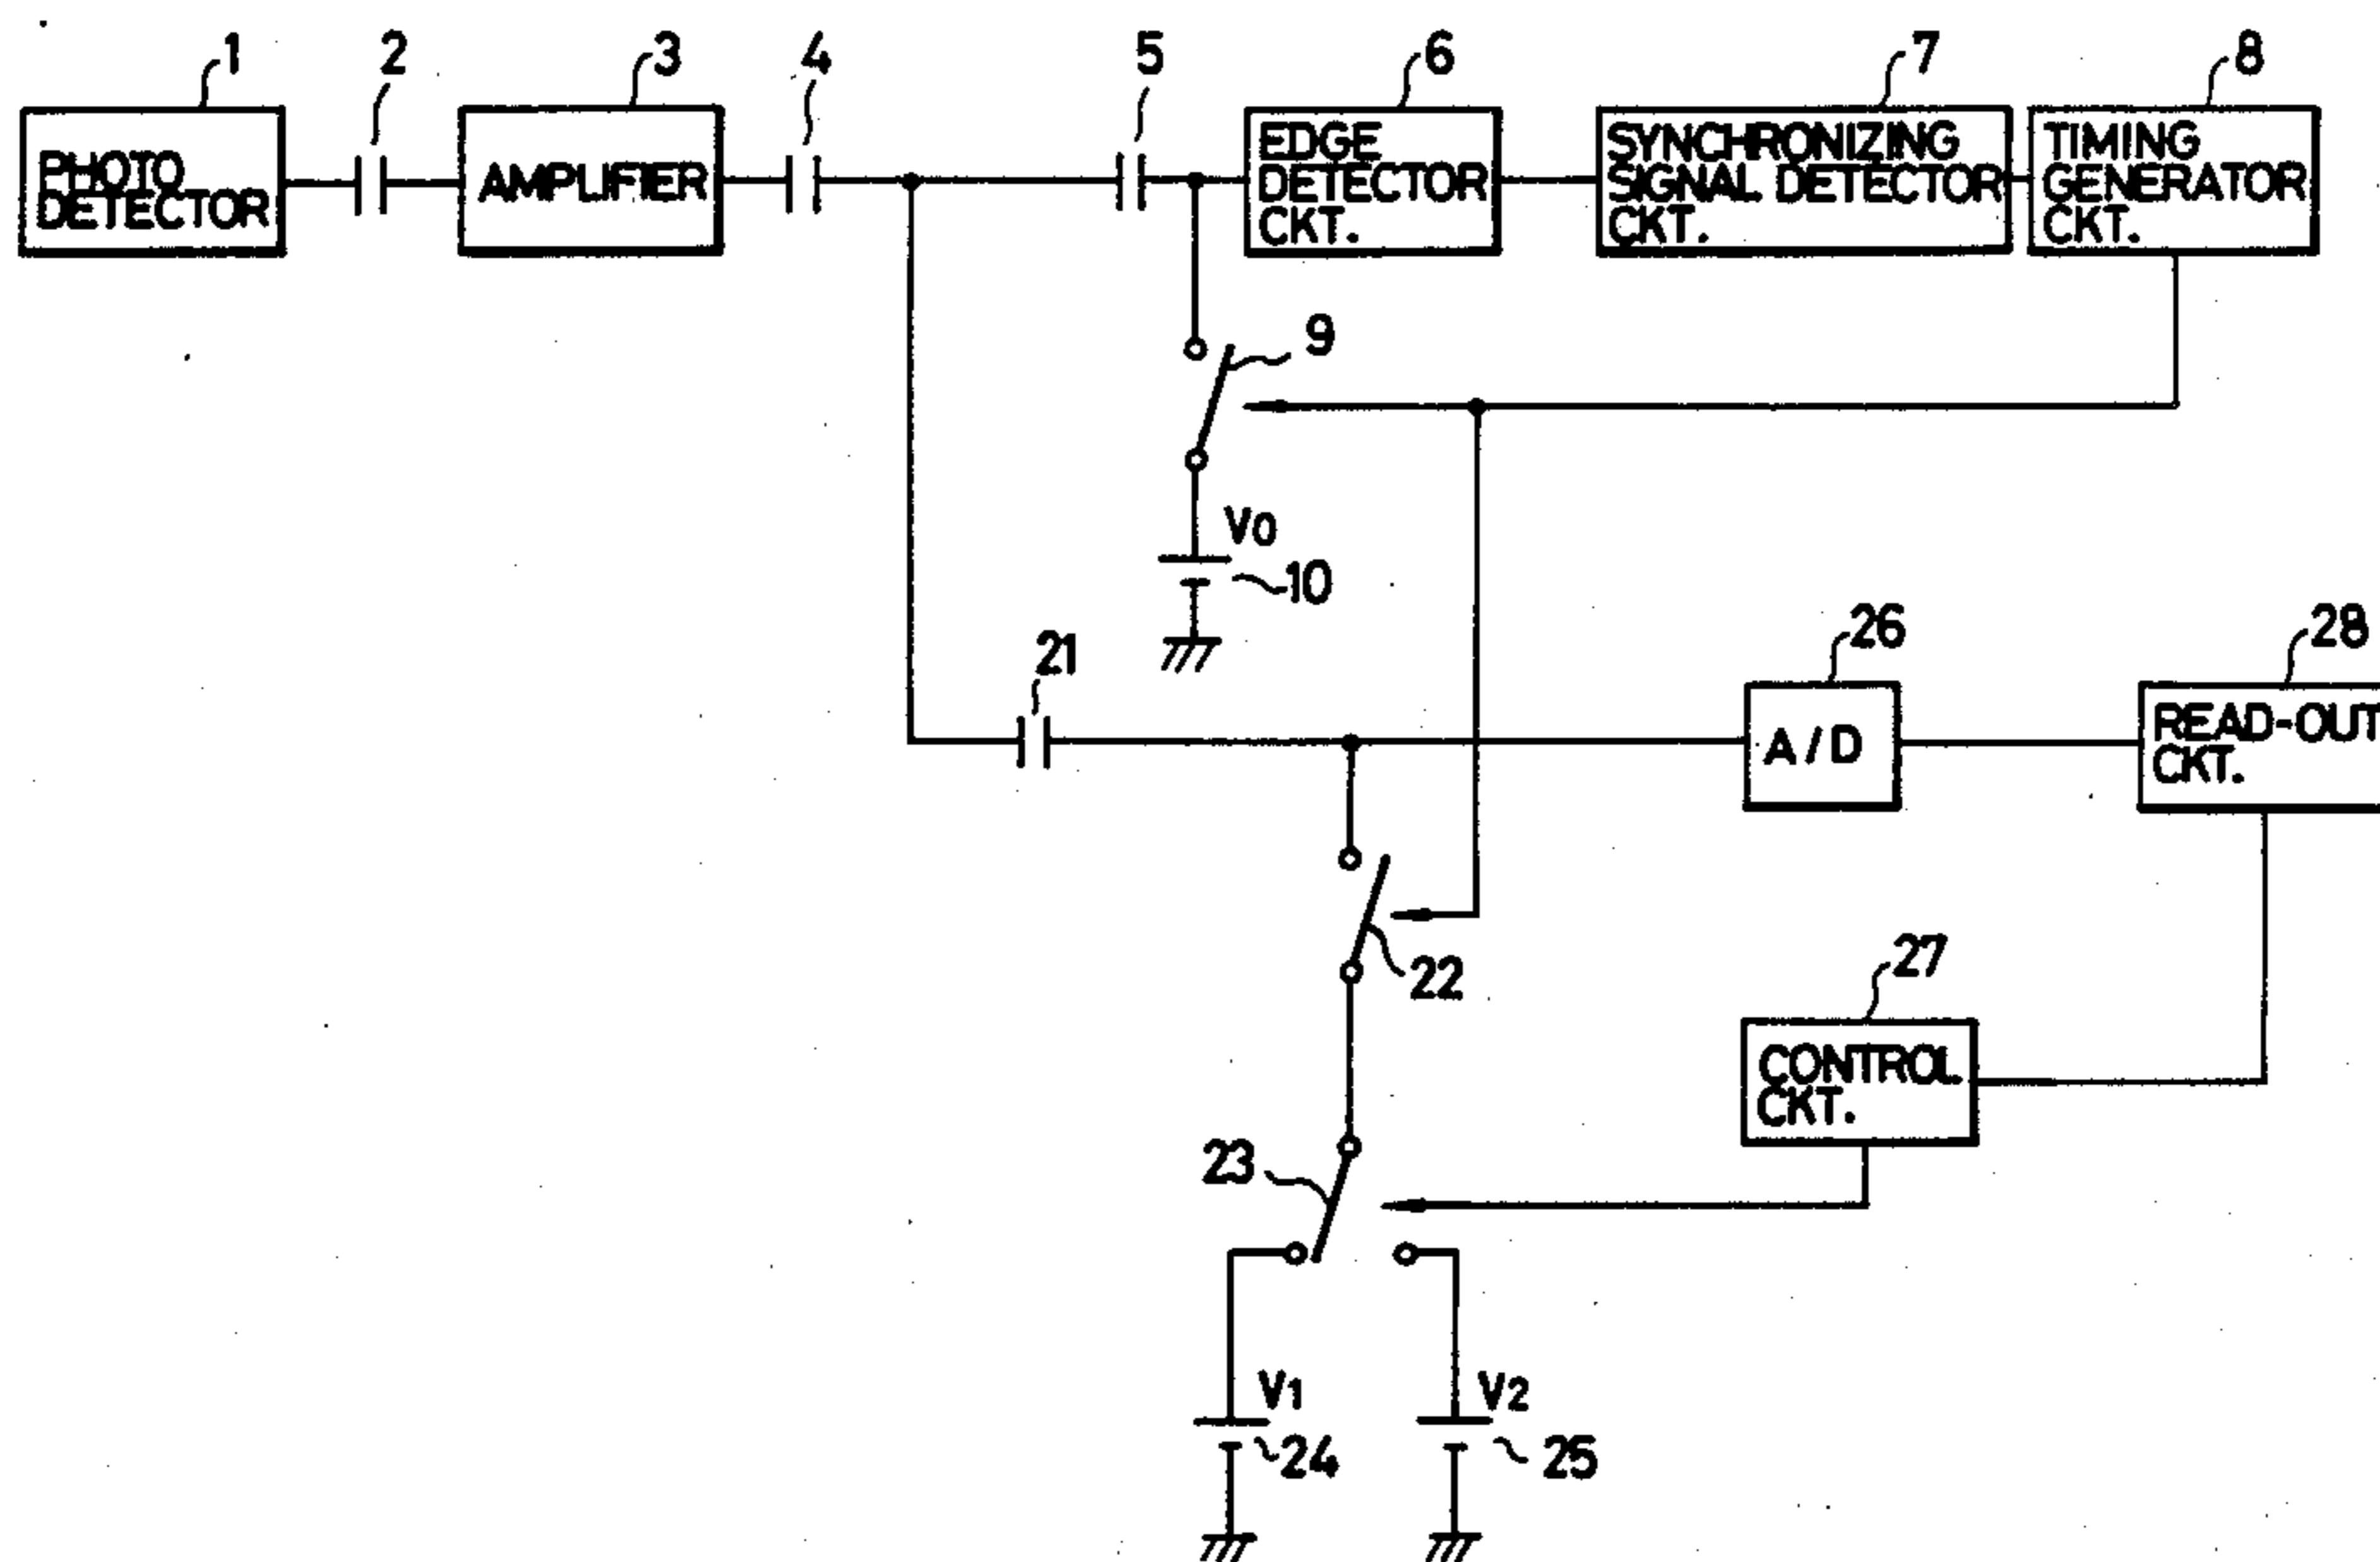 1
2
3
4
5
6
7
8
PHOTO
DETECTOR
AMPLIFIER
EDGE
DETECTOR
CKT.
SYNCHRONIZING
SIGNAL DETECTOR
CKT.
TIMING
GENERATOR
CKT.
9
V0
10
21
26
28
A/D
READ-OUT
CKT.
22
27
CONTROL
CKT.
23
V1
24
V2
25